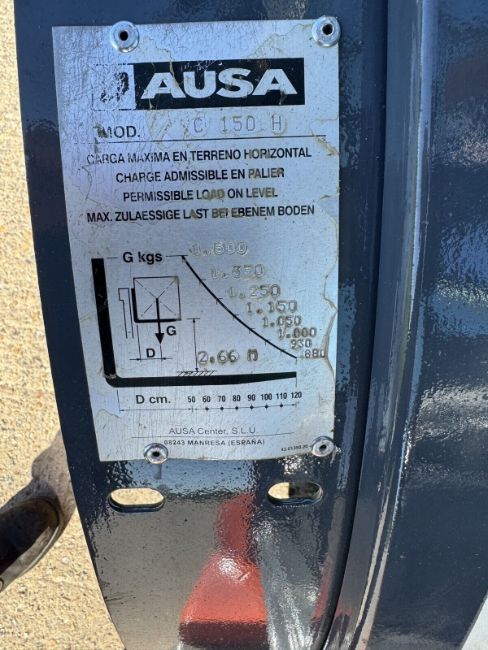 AUSA
MOD. C 150 H
CARGA MAXIMA EN TERRENO HORIZONTAL
CHARGE ADMISSIBLE EN PALIER
PERMISSIBLE LOAD ON LEVEL
MAX. ZULAESSIGE LAST BEI EBENEM BODEN
G kgs
1.350
1.250
1.150
1.050
1.000
930
880
G
D
2.66 M
D cm. 50 60 70 80 90 100 110 120
AUSA Center, S.L.U.
08243 MANRESA (ESPAÑA)